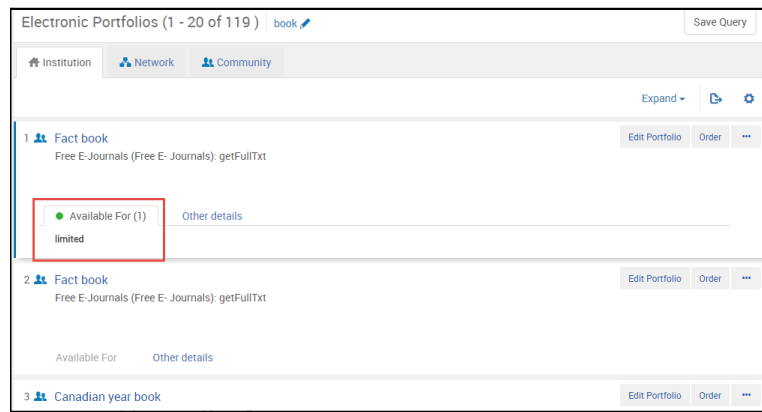 Electronic Portfolios (1 - 20 of 119 ) book
Save Query
Institution Network Community
Expand
1 Fact book Edit Portfolio Order ...
Free E-Journals (Free E- Journals): getFullTxt
Available For (1) Other details
limited
2 Fact book Edit Portfolio Order ...
Free E-Journals (Free E- Journals): getFullTxt
Available For Other details
3 Canadian year book Edit Portfolio Order ...